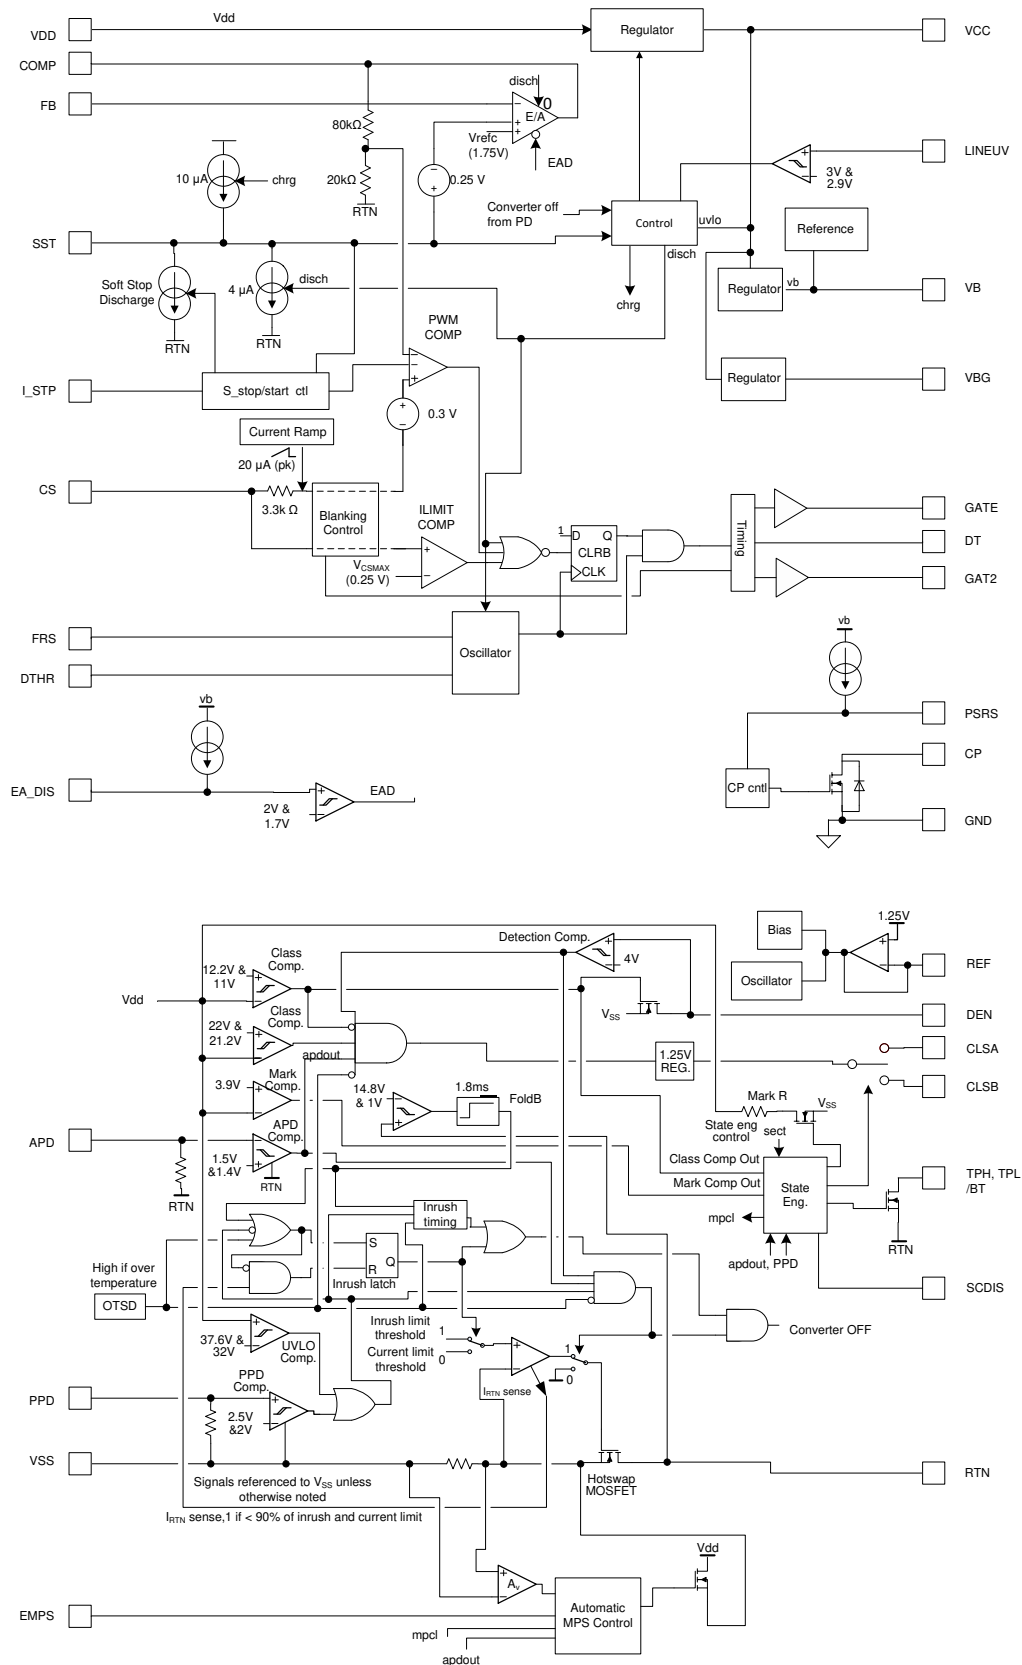 Vdd
VDD
Regulator
VCC
COMP
disch
FB
0
E/A
80kΩ
Vrefc
(1.75V)
EAD
LINEUV
3V &
2.9V
10 µA
chrg
20kΩ
0.25 V
RTN
Converter off
from PD
Control
uvlo
Reference
SST
disch
Soft Stop
Discharge
4 µA
disch
Regulator
vb
VB
chrg
RTN
RTN
PWM
COMP
I_STP
S_stop/start ctl
Regulator
VBG
0.3 V
Current Ramp
20 µA (pk)
CS
3.3k Ω
Blanking
Control
ILIMIT
COMP
VCSMAX
(0.25 V)
1
D
Q
CLRB
CLK
Timing
GATE
DT
GAT2
FRS
Oscillator
DTHR
vb
vb
PSRS
CP
CP cntl
EA_DIS
EAD
2V &
1.7V
GND
Detection Comp.
4V
Bias
1.25V
Class
Comp.
12.2V &
11V
Oscillator
REF
Vdd
VSS
DEN
Class
Comp.
22V &
21.2V
apdout
1.25V
REG.
CLSA
CLSB
Mark
Comp.
3.9V
14.8V
& 1V
1.8ms
FoldB
Mark R
VSS
State eng
control
sect
APD
APD
Comp.
1.5V
&1.4V
RTN
RTN
Class Comp Out
Mark Comp Out
State
Eng.
TPH, TPL
/BT
mpcl
RTN
apdout, PPD
Inrush
timing
S
R
Q
Inrush latch
High if over
temperature
OTSD
SCDIS
Inrush limit
threshold
1
Current limit
threshold
0
Converter OFF
37.6V &
32V
UVLO
Comp.
1
0
IRTN sense
PPD
PPD
Comp.
2.5V
&2V
VSS
Hotswap
MOSFET
RTN
Signals referenced to VSS unless
otherwise noted
IRTN sense,1 if < 90% of inrush and current limit
Vdd
Av
EMPS
Automatic
MPS Control
mpcl
apdout